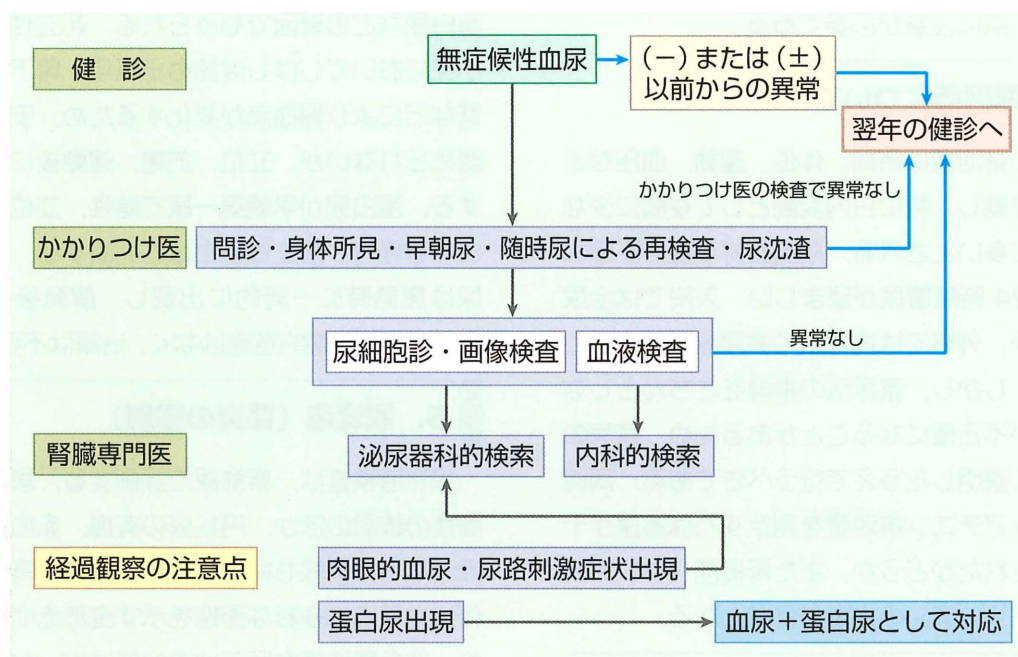 健診
無症候性血尿
(−)または(±)
以前からの異常
翌年の健診へ
かかりつけ医の検査で異常なし
かかりつけ医
問診・身体所見・早朝尿・随時尿による再検査・尿沈渣
尿細胞診・画像検査
血液検査
異常なし
腎臓専門医
泌尿器科的検索
内科的検索
経過観察の注意点
肉眼的血尿・尿路刺激症状出現
蛋白尿出現
血尿+蛋白尿として対応